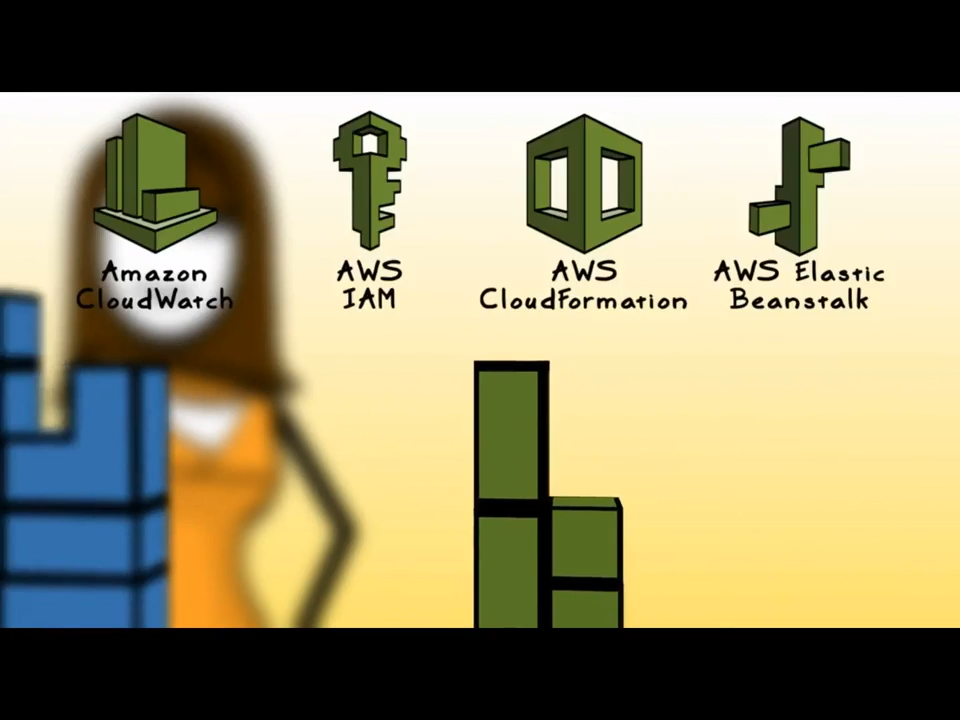 Amazon
CloudWatch
AWS
IAM
AWS
CloudFormation
AWS Elastic
Beanstalk